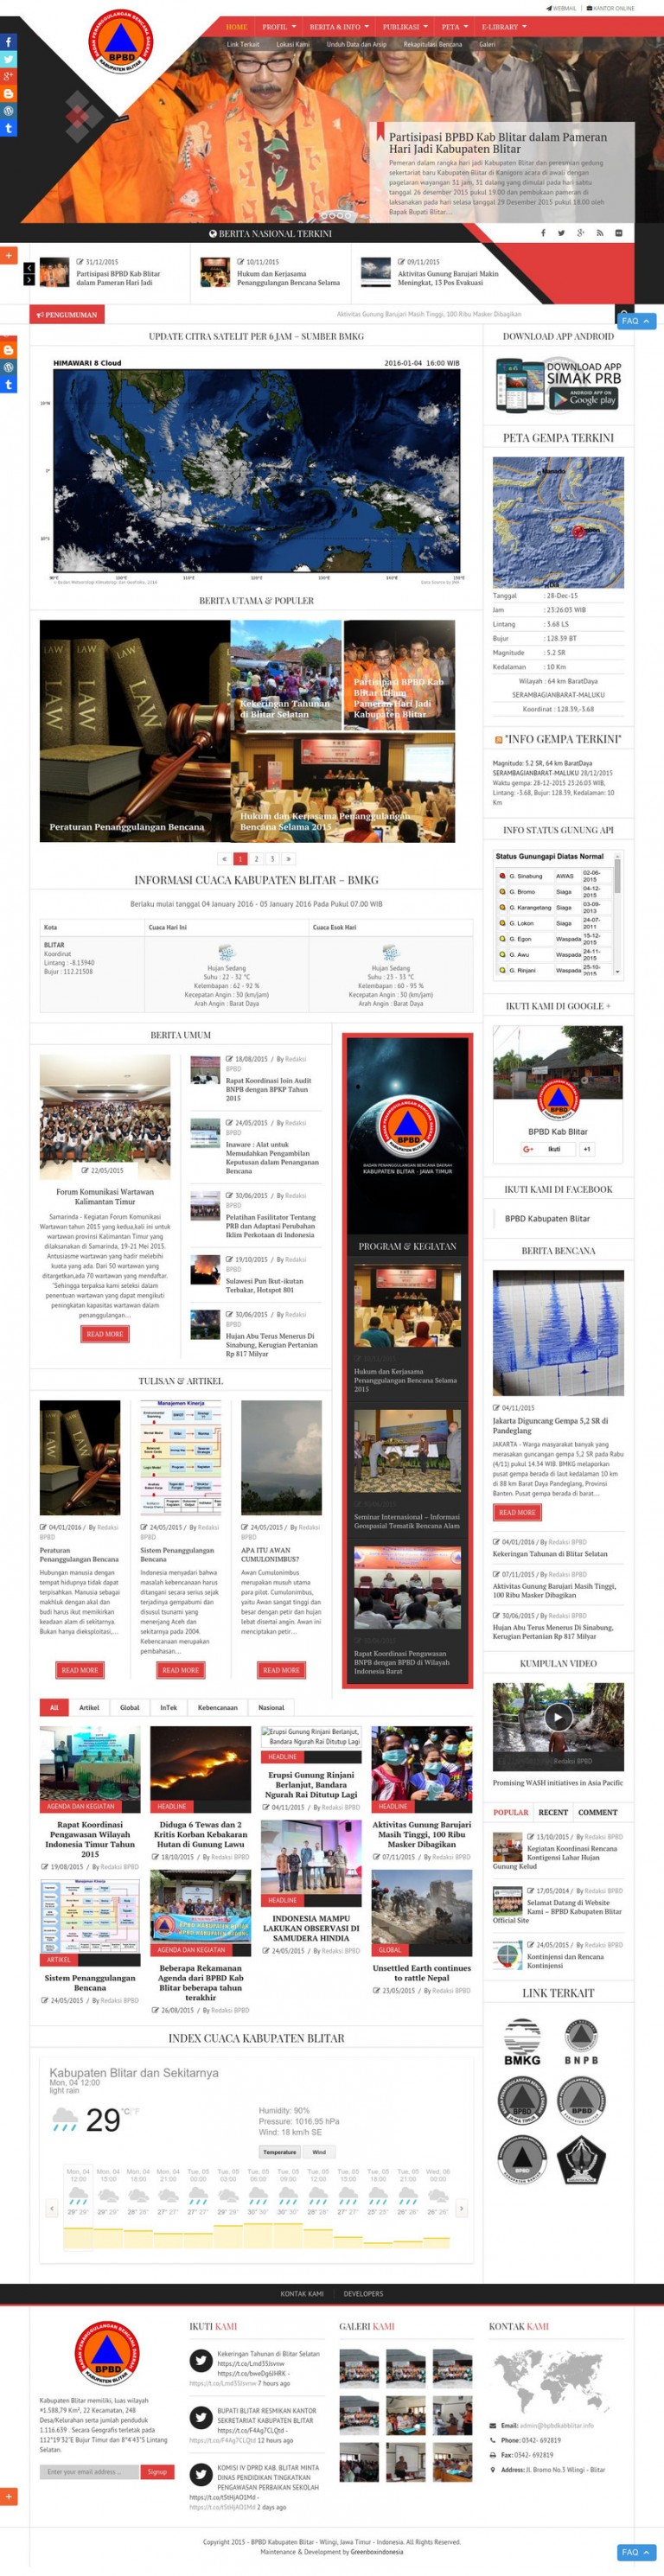 WEBMAIL
KANTOR ONLINE
HOME PROFIL BERITA & INFO PUBLIKASI PETA E-LIBRARY
Link Terkait Lokasi Kami Unduh Data dan Arsip Rekapitulasi Bencana Galeri
BPBD
KABUPATEN BLITAR
Partisipasi BPBD Kab Blitar dalam Pameran
Hari Jadi Kabupaten Blitar
Pameran dalam rangka hari jadi Kabupaten Blitar dan peresmian gedung
sekertariat baru Kabupaten Blitar di Kanigoro acara di awali dengan
pagelaran wayangan 31 jam, 31 dalang yang dimulai pada hari sabtu
tanggal 26 desember 2015 pukul 19.00 dan pembukaan pameran di
laksanakan pada hari selasa tanggal 29 Desember 2015 pukul 18.00 oleh
Bapak Bupati Blitar...
BERITA NASIONAL TERKINI
31/12/2015
Partisipasi BPBD Kab Blitar
dalam Pameran Hari Jadi
10/11/2015
Hukum dan Kerjasama
Penanggulangan Bencana Selama
09/11/2015
Aktivitas Gunung Barujari Makin
Meningkat, 13 Pos Evakuasi
PENGUMUMAN
Aktivitas Gunung Barujari Masih Tinggi, 100 Ribu Masker Dibagikan
FAQ
UPDATE CITRA SATELIT PER 6 JAM – SUMBER BMKG
HIMAWARI 8 Cloud
2016-01-04 16:00 WIB
BERITA UTAMA & POPULER
Peraturan Penanggulangan Bencana
Kekeringan Tahunan
di Blitar Selatan
Partisipasi BPBD Kab
Blitar dalam
Pameran Hari Jadi
Kabupaten Blitar
Hukum dan Kerjasama Penanggulangan
Bencana Selama 2015
« 1 2 3 »
INFORMASI CUACA KABUPATEN BLITAR – BMKG
Berlaku mulai tanggal 04 January 2016 - 05 January 2016 Pada Pukul 07.00 WIB
Kota Cuaca Hari Ini Cuaca Esok Hari
BLITAR
Koordinat
Lintang : -8.13940
Bujur : 112.21508
Hujan Sedang
Suhu : 22 - 32 °C
Kelembapan : 62 - 92 %
Kecepatan Angin : 30 (km/jam)
Arah Angin : Barat Daya
Hujan Sedang
Suhu : 23 - 33 °C
Kelembapan : 60 - 95 %
Kecepatan Angin : 30 (km/jam)
Arah Angin : Barat Daya
BERITA UMUM
22/05/2015
Forum Komunikasi Wartawan
Kalimantan Timur
Samarinda - Kegiatan Forum Komunikasi
Wartawan tahun 2015 yang kedua,kali ini untuk
wartawan provinsi Kalimantan Timur yang
dilaksanakan di Samarinda, 19-21 Mei 2015.
Antusiasme wartawan yang hadir melebihi
kuota yang ada. Dari 50 wartawan yang
ditargetkan,ada 70 wartawan yang mendaftar.
"Sehingga terpaksa kami seleksi dalam
penentuan wartawan yang dapat mengikuti
peningkatan kapasitas wartawan dalam
penanggulangan...
READ MORE
18/08/2015 / By Redaksi
BPBD
Rapat Koordinasi Join Audit
BNPB dengan BPKP Tahun
2015
24/05/2015 / By Redaksi
BPBD
Inaware : Alat untuk
Memudahkan Pengambilan
Keputusan dalam Penanganan
Bencana
30/06/2015 / By Redaksi
BPBD
Pelatihan Fasilitator Tentang
PRB dan Adaptasi Perubahan
Iklim Perkotaan di Indonesia
19/10/2015 / By Redaksi
BPBD
Sulawesi Pun Ikut-ikutan
Terbakar, Hotspot 801
30/06/2015 / By Redaksi
BPBD
Hujan Abu Terus Menerus Di
Sinabung, Kerugian Pertanian
Rp 817 Milyar
BPBD
BADAN PENANGGULANGAN BENCANA DAERAH
KABUPATEN BLITAR - JAWA TIMUR
PROGRAM & KEGIATAN
Hukum dan Kerjasama
Penanggulangan Bencana Selama
2015
Seminar Internasional – Informasi
Geospasial Tematik Bencana Alam
Rapat Koordinasi Pengawasan
BNPB dengan BPBD di Wilayah
Indonesia Barat
TULISAN & ARTIKEL
LAW
Manajemen Kinerja
04/01/2016 / By Redaksi
BPBD
Peraturan
Penanggulangan Bencana
Hubungan manusia dengan
tempat hidupnya tidak dapat
terpisahkan. Manusia sebagai
makhluk dengan akal dan
budi harus ikut memikirkan
keadaan alam di sekitarnya.
Bukan hanya dieksploitasi,...
READ MORE
24/05/2015 / By Redaksi
BPBD
Sistem Penanggulangan
Bencana
Indonesia menyadari bahwa
masalah kebencanaan harus
ditangani secara serius sejak
terjadinya gempabumi dan
disusul tsunami yang
menerjang Aceh dan
sekitarnya pada 2004.
Kebencanaan merupakan
pembahasan...
READ MORE
24/05/2015 / By Redaksi
BPBD
APA ITU AWAN
CUMULONIMBUS?
Awan Cumulonimbus
merupakan musuh utama
para pilot. Cumulonimbus,
yaitu Awan sangat tinggi dan
besar dengan petir dan hujan
lebat disertai angin. Awan ini
menciptakan petir...
READ MORE
All Artikel Global InTek Kebencanaan Nasional
AGENDA DAN KEGIATAN
Rapat Koordinasi
Pengawasan Wilayah
Indonesia Timur Tahun
2015
19/08/2015 / By Redaksi BPBD
HEADLINE
Diduga 6 Tewas dan 2
Kritis Korban Kebakaran
Hutan di Gunung Lawu
18/10/2015 / By Redaksi BPBD
Erupsi Gunung Rinjani Berlanjut,
Bandara Ngurah Rai Ditutup Lagi
HEADLINE
Erupsi Gunung Rinjani
Berlanjut, Bandara
Ngurah Rai Ditutup Lagi
04/11/2015 / By Redaksi BPBD
HEADLINE
Aktivitas Gunung Barujari
Masih Tinggi, 100 Ribu
Masker Dibagikan
07/11/2015 / By Redaksi BPBD
ARTIKEL
Sistem Penanggulangan
Bencana
24/05/2015 / By Redaksi BPBD
AGENDA DAN KEGIATAN
Beberapa Rekamanan
Agenda dari BPBD Kab
Blitar beberapa tahun
terakhir
26/08/2015 / By Redaksi BPBD
HEADLINE
INDONESIA MAMPU
LAKUKAN OBSERVASI DI
SAMUDERA HINDIA
24/05/2015 / By Redaksi BPBD
GLOBAL
Unsettled Earth continues
to rattle Nepal
23/05/2015 / By Redaksi BPBD
INDEX CUACA KABUPATEN BLITAR
Kabupaten Blitar dan Sekitarnya
Mon, 04 12:00
light rain
29 °C °F
Humidity: 90%
Pressure: 1016.95 hPa
Wind: 18 km/h SE
Temperature Wind
DOWNLOAD APP ANDROID
DOWNLOAD APP
SIMAK PRB
ANDROID APP ON
Google play
PETA GEMPA TERKINI
Manado
Tanggal : 28-Dec-15
Jam : 23:26:03 WIB
Lintang : 3.68 LS
Bujur : 128.39 BT
Magnitude : 5.2 SR
Kedalaman : 10 Km
Wilayah : 64 km BaratDaya
SERAMBAGIANBARAT-MALUKU
Koordinat : 128.39,-3.68
"INFO GEMPA TERKINI"
Magnitudo: 5.2 SR, 64 km BaratDaya
SERAMBAGIANBARAT-MALUKU 28/12/2015
Waktu gempa: 28-12-2015 23:26:03 WIB,
Lintang: -3.68, Bujur: 128.39, Kedalaman: 10
Km
INFO STATUS GUNUNG API
Status Gunungapi Diatas Normal
G. Sinabung AWAS 02-06-2015
G. Bromo Siaga 04-12-2015
G. Karangetang Siaga 03-09-2013
G. Lokon Siaga 24-07-2011
G. Egon Waspada 15-12-2015
G. Awu Waspada 24-11-2015
G. Rinjani Waspada 25-10-2015
IKUTI KAMI DI GOOGLE +
BPBD Kab Blitar
Ikuti +1
IKUTI KAMI DI FACEBOOK
BPBD Kabupaten Blitar
BERITA BENCANA
04/11/2015
Jakarta Diguncang Gempa 5,2 SR di
Pandeglang
JAKARTA - Warga masyarakat banyak yang
merasakan guncangan gempa 5,2 SR pada Rabu
(4/11) pukul 14.34 WIB. BMKG melaporkan
pusat gempa berada di laut kedalaman 10 km
di 88 km Barat Daya Pandeglang, Provinsi
Banten. Pusat gempa berada di barat...
READ MORE
04/01/2016 / By Redaksi BPBD
Kekeringan Tahunan di Blitar Selatan
07/11/2015 / By Redaksi BPBD
Aktivitas Gunung Barujari Masih Tinggi,
100 Ribu Masker Dibagikan
30/06/2015 / By Redaksi BPBD
Hujan Abu Terus Menerus Di Sinabung,
Kerugian Pertanian Rp 817 Milyar
KUMPULAN VIDEO
Redaksi BPBD
Promising WASH initiatives in Asia Pacific
POPULAR RECENT COMMENT
13/10/2015 / By Redaksi BPBD
Kegiatan Koordinasi Rencana
Kontigensi Lahar Hujan
Gunung Kelud
17/05/2014 / By Redaksi BPBD
Selamat Datang di Website
Kami – BPBD Kabupaten Blitar
Official Site
24/05/2015 / By Redaksi BPBD
Kontinjensi dan Rencana
Kontinjensi
LINK TERKAIT
BMKG
BNPB
KONTAK KAMI DEVELOPERS
BPBD
Kabupaten Blitar memiliki, luas wilayah
±1.588,79 Km², 22 Kecamatan, 248
Desa/Kelurahan serta jumlah penduduk
1.116.639 . Secara Geografis terletak pada
Selatan.
Enter your email address... Signup
IKUTI KAMI
Kekeringan Tahunan di Blitar Selatan
7 hours ago
BUPATI BLITAR RESMIKAN KANTOR
SEKRETARIAT KABUPATEN BLITAR
12 hours ago
KOMISI IV DPRD KAB. BLITAR MINTA
DINAS PENDIDIKAN TINGKATKAN
PENGAWASAN PERBAIKAN SEKOLAH
2 days ago
GALERI KAMI
KONTAK KAMI
Email: admin@bpbdkabblitar.info
Phone: 0342- 692819
Fax: 0342- 692819
Address: Jl. Bromo No.3 Wlingi - Blitar
Copyright 2015 - BPBD Kabupaten Blitar - Wlingi, Jawa Timur - Indonesia. All Rights Reserved.
Maintenance & Development by Greenboxindonesia
FAQ